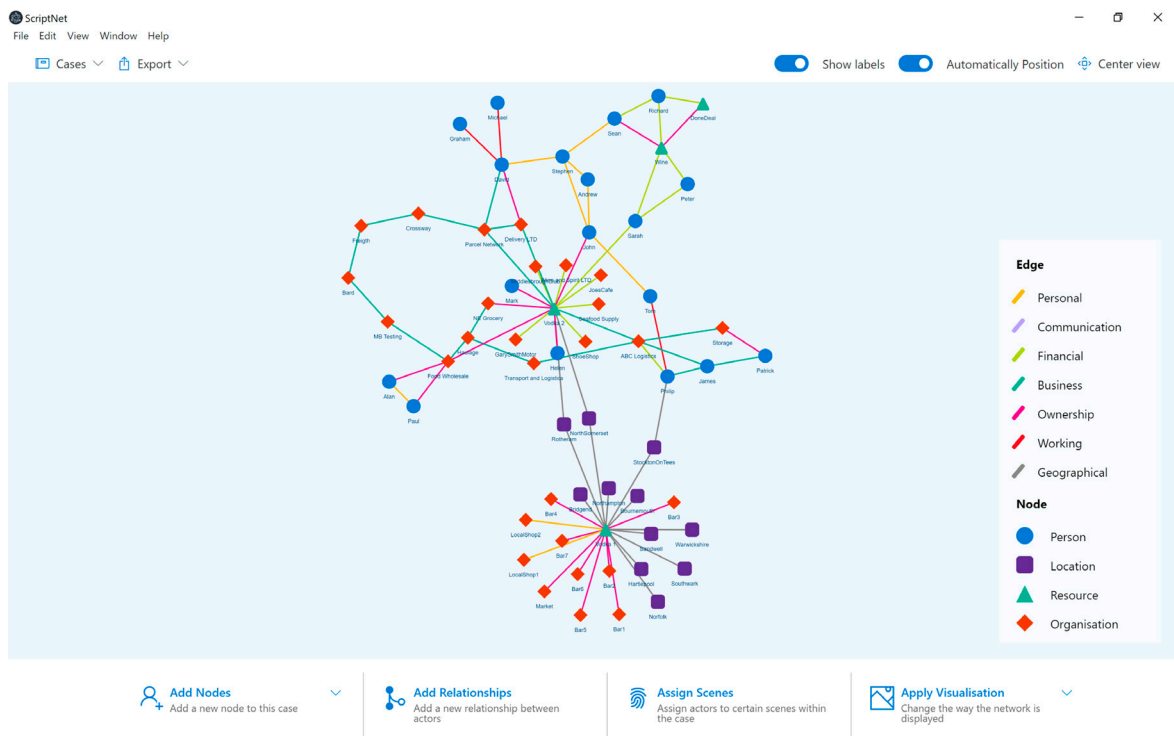 ScriptNet
File Edit View Window Help
Cases Export Show labels Automatically Position Center view
Michael
Graham
David
Stephen
Andrew
Sean
Richard
DoneDeal
Wine
Peter
Sarah
John
Crossway
Parcel Network
Delivery LTD
Bard
JoesCafe
Mark
Tom
NB Grocery
Vodka 2
Seafood Supply
MB Testing
GarySmithMotor
ShoeShop
ABC Logistics
Storage
Food Wholesale
Transport and Logistics
Helen
Philip
James
Patrick
Alan
Paul
Rotheram
NorthSomerset
StocktonOnTees
Bridgend
Northampton
Bournemouth
Bar4
Bar3
LocalShop2
Bar7
Sandwell
Warwickshire
LocalShop1
Bar6
Bar2
Hartlepool
Southwark
Market
Norfolk
Bar5
Bar1
Edge
Personal
Communication
Financial
Business
Ownership
Working
Geographical
Node
Person
Location
Resource
Organisation
Add Nodes
Add a new node to this case
Add Relationships
Add a new relationship between
actors
Assign Scenes
Assign actors to certain scenes within
the case
Apply Visualisation
Change the way the network is
displayed